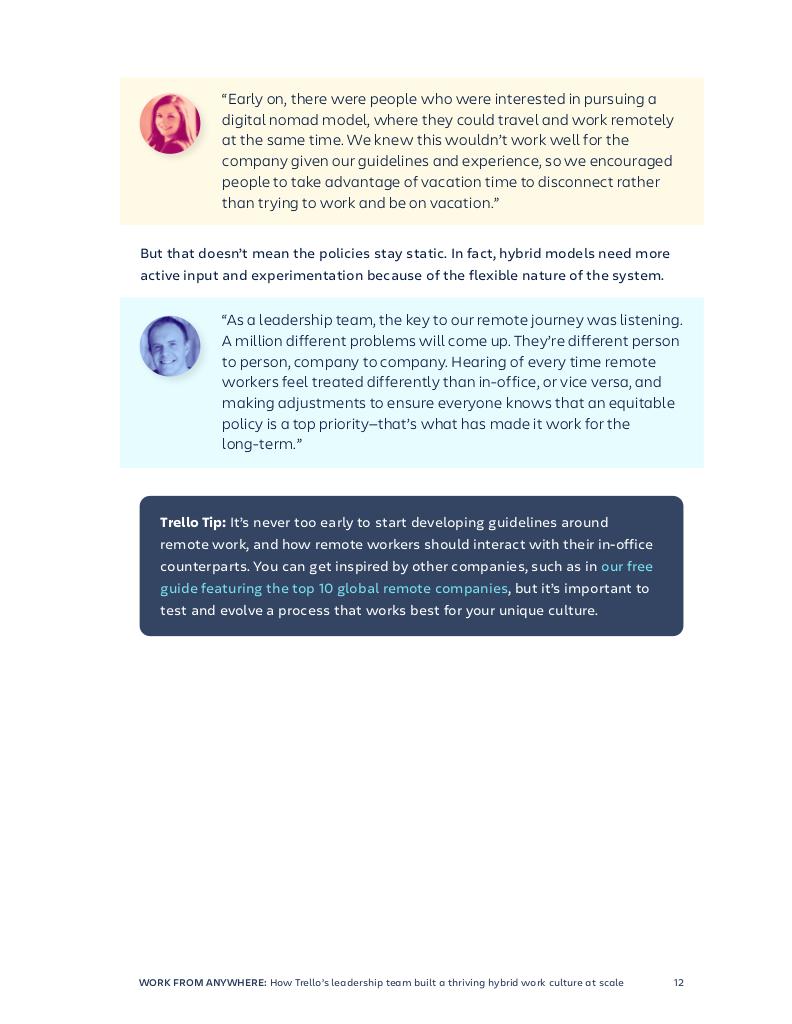 “Early on, there were people who were interested in pursuing a
digital nomad model, where they could travel and work remotely
at the same time. We knew this wouldn’t work well for the
company given our guidelines and experience, so we encouraged
people to take advantage of vacation time to disconnect rather
than trying to work and be on vacation.”
But that doesn’t mean the policies stay static. In fact, hybrid models need more
active input and experimentation because of the flexible nature of the system.
“As a leadership team, the key to our remote journey was listening.
A million different problems will come up. They’re different person
to person, company to company. Hearing of every time remote
workers feel treated differently than in-office, or vice versa, and
making adjustments to ensure everyone knows that an equitable
policy is a top priority—that’s what has made it work for the
long-term.”
Trello Tip: It’s never too early to start developing guidelines around
remote work, and how remote workers should interact with their in-office
counterparts. You can get inspired by other companies, such as in our free
guide featuring the top 10 global remote companies, but it’s important to
test and evolve a process that works best for your unique culture.
WORK FROM ANYWHERE: How Trello’s leadership team built a thriving hybrid work culture at scale 12